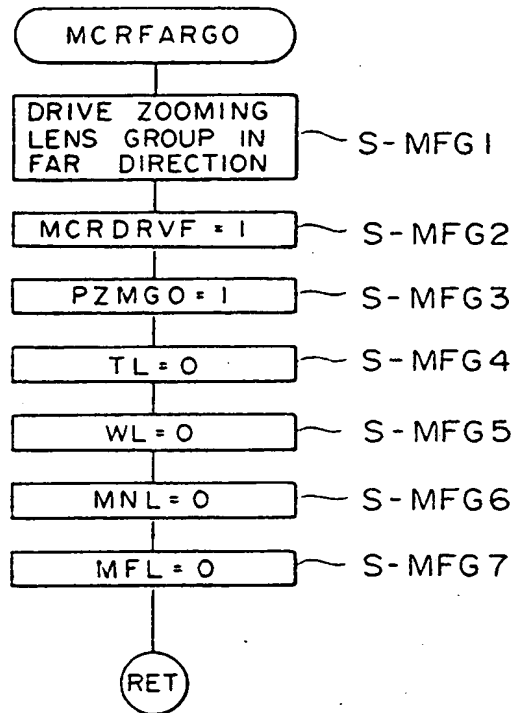 MCRFARGO
DRIVE ZOOMING
LENS GROUP IN
FAR DIRECTION
S-MFG1
MCRDRVF = 1
S-MFG2
PZMGO = 1
S-MFG3
TL = 0
S-MFG4
WL = 0
S-MFG5
MNL = 0
S-MFG6
MFL = 0
S-MFG7
RET